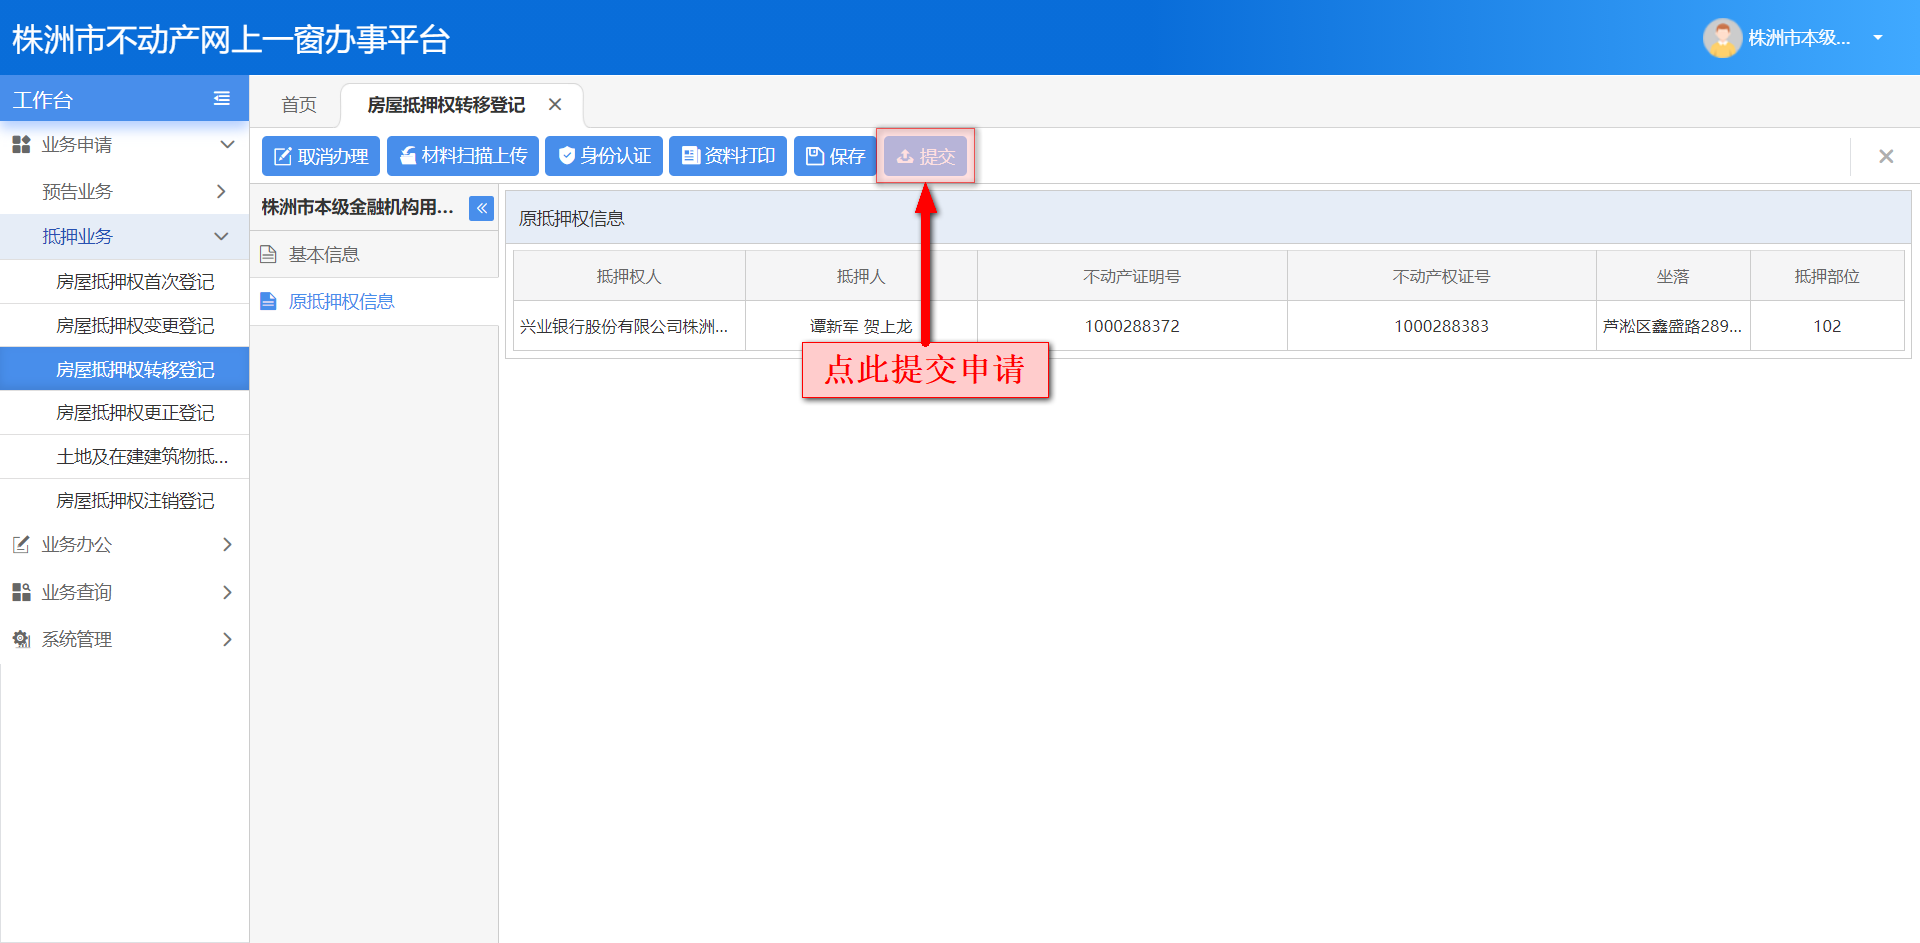 株洲市不动产网上一窗办事平台
株洲市本级...
工作台
首页
房屋抵押权转移登记
业务申请
预告业务
抵押业务
房屋抵押权首次登记
房屋抵押权变更登记
房屋抵押权转移登记
房屋抵押权更正登记
土地及在建建筑物抵...
房屋抵押权注销登记
业务办公
业务查询
系统管理
取消办理 材料扫描上传 身份认证 资料打印 保存 提交
株洲市本级金融机构用...
基本信息
原抵押权信息
原抵押权信息
抵押权人 抵押人 不动产证明号 不动产权证号 坐落 抵押部位
兴业银行股份有限公司株洲... 谭新军 贺上龙 1000288372 1000288383 芦淞区鑫盛路289... 102
点此提交申请